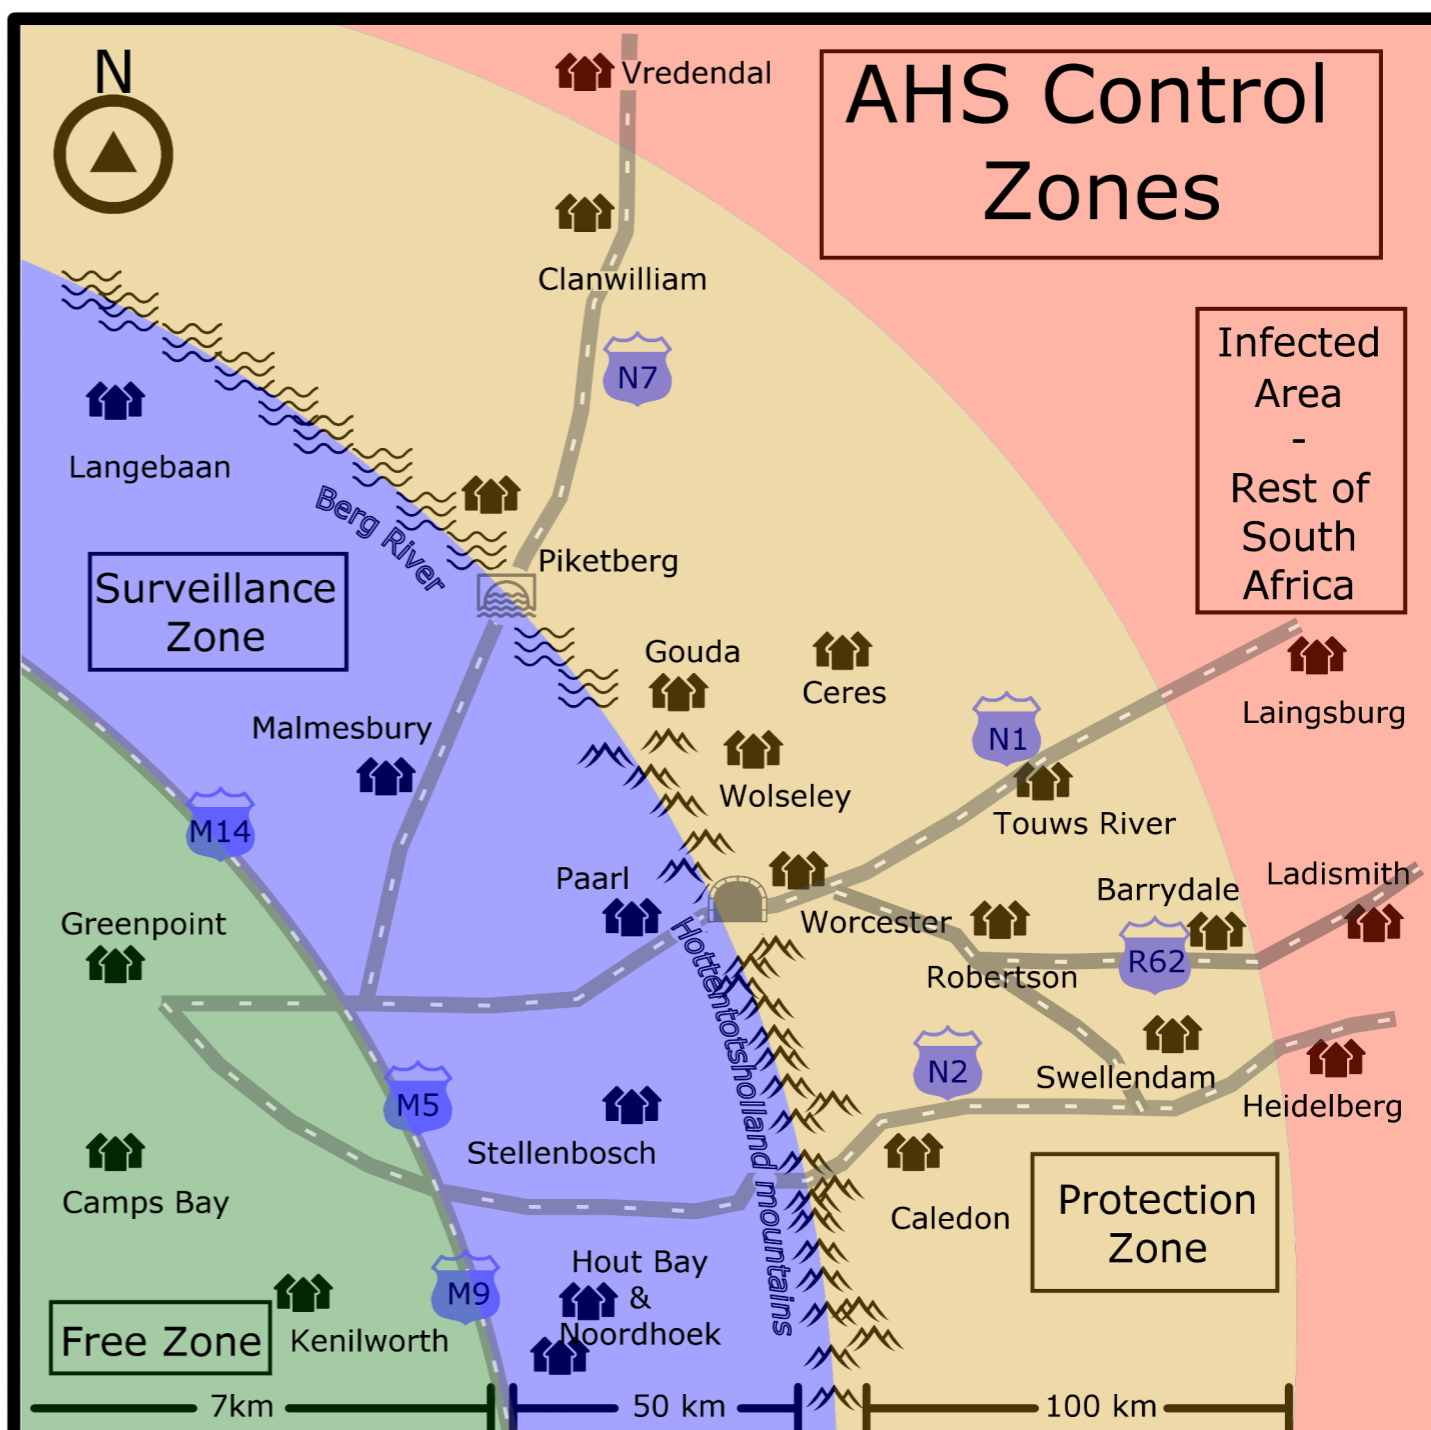 N
Vredendal
AHS Control
Zones
Clanwilliam
N7
Infected
Area
-
Rest of
South
Africa
Langebaan
Berg River
Piketberg
Surveillance
Zone
Gouda
Ceres
Laingsburg
Malmesbury
N1
Wolseley
Touws River
M14
Paarl
Ladismith
Barrydale
Greenpoint
Worcester
Robertson
R62
Hottentotsholland mountains
N2
Swellendam
M5
Heidelberg
Stellenbosch
Camps Bay
Caledon
Protection
Zone
Hout Bay
&
Noordhoek
M9
Free Zone
Kenilworth
7km
50 km
100 km